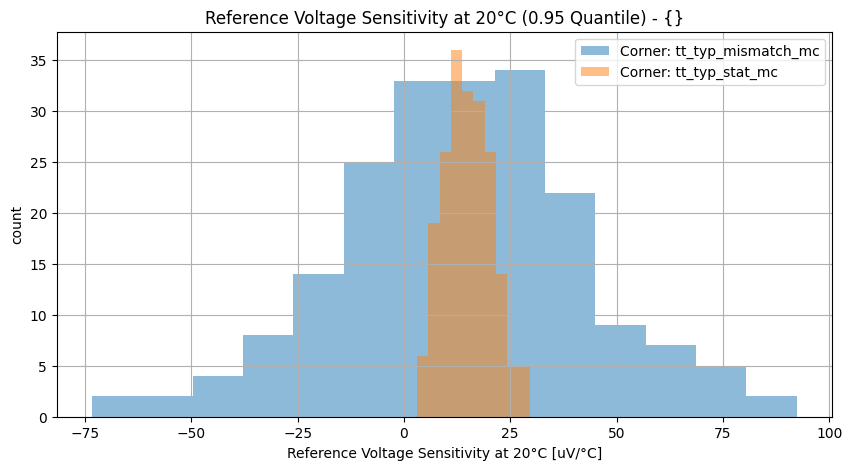 Reference Voltage Sensitivity at 20°C (0.95 Quantile) - {}
Corner: tt_typ_mismatch_mc
Corner: tt_typ_stat_mc
count
35
30
25
20
15
10
5
0
−75 −50 −25 0 25 50 75 100
Reference Voltage Sensitivity at 20°C [uV/°C]